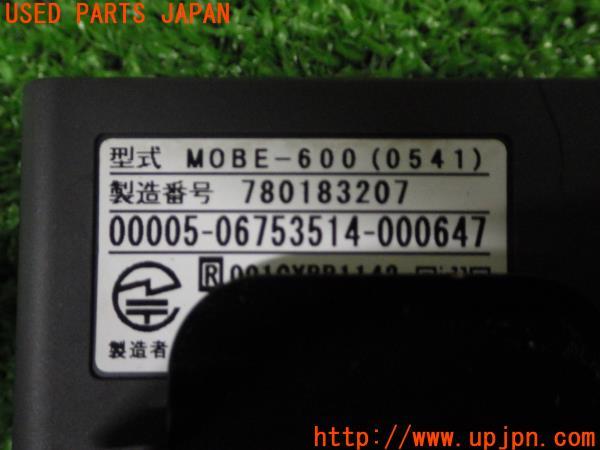 USED PARTS JAPAN
型式 MOBE-600(0541)
製造番号 780183207
00005-06753514-000647
R
製造者
http://www.upjpn.com/